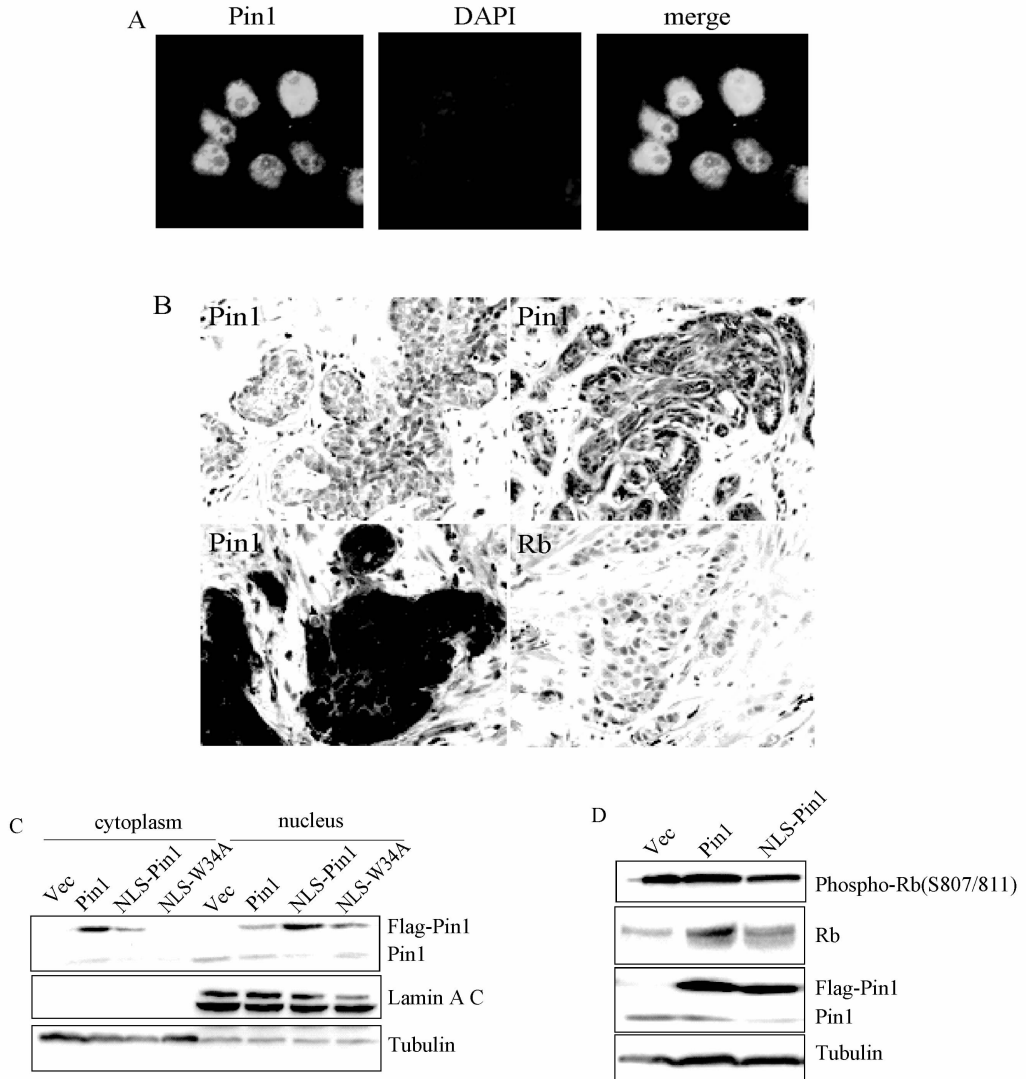 A
Pin1 DAPI merge
B
Pin1 Pin1
Pin1 Rb
C
cytoplasm nucleus
Vec Pin1 NLS-Pin1 NLS-W34A Vec Pin1 NLS-Pin1 NLS-W34A
Flag-Pin1
Pin1
Lamin A C
Tubulin
D
Vec Pin1 NLS-Pin1
Phospho-Rb(S807/811)
Rb
Flag-Pin1
Pin1
Tubulin